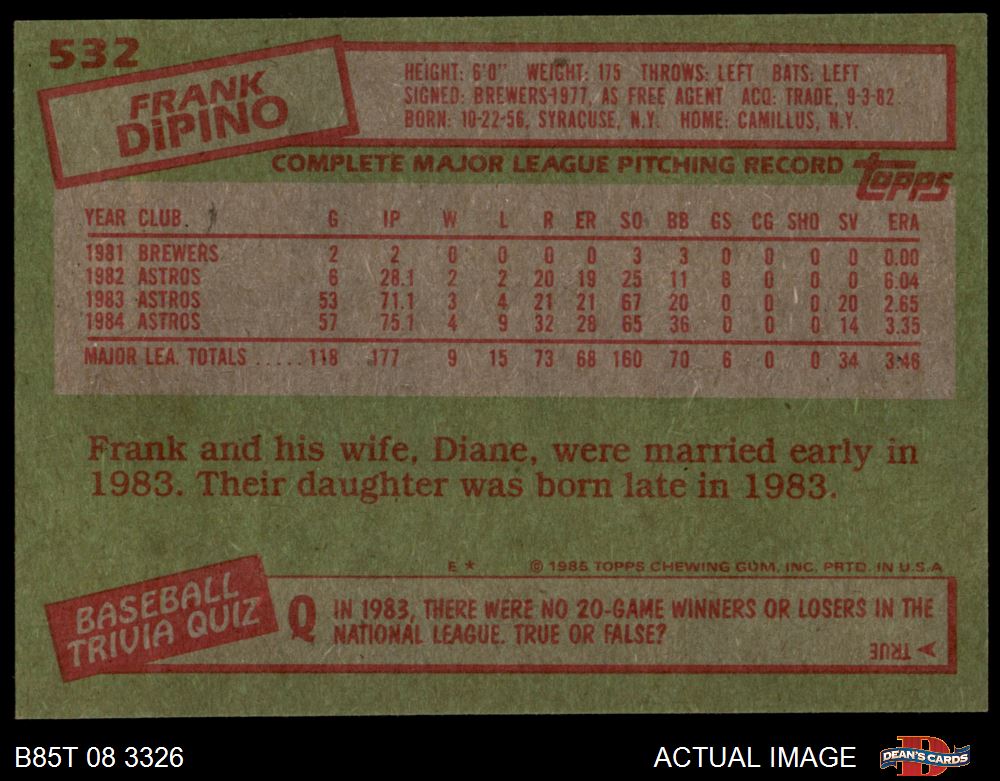 532
FRANK
DiPINO
HEIGHT: 6'0" WEIGHT: 175 THROWS: LEFT BATS: LEFT
SIGNED: BREWERS-1977, AS FREE AGENT ACQ: TRADE, 9-3-82
BORN: 10-22-56, SYRACUSE, N.Y. HOME: CAMILLUS, N.Y.
COMPLETE MAJOR LEAGUE PITCHING RECORD topps
YEAR CLUB G IP W L R ER SO BB GS CG SHO SV ERA
1981 BREWERS 2 2 0 0 0 0 3 3 0 0 0 0 0.00
1982 ASTROS 6 28.1 2 2 20 19 25 11 6 0 0 0 6.04
1983 ASTROS 53 71.1 3 4 21 21 67 20 0 0 0 20 2.65
1984 ASTROS 57 75.1 4 9 32 28 65 36 0 0 0 14 3.35
MAJOR LEA. TOTALS ..... 118 177 9 15 73 68 160 70 6 0 0 34 3.46
Frank and his wife, Diane, were married early in
1983. Their daughter was born late in 1983.
E * © 1985 TOPPS CHEWING GUM, INC. PRTD. IN U.S.A
BASEBALL
TRIVIA QUIZ
Q IN 1983, THERE WERE NO 20-GAME WINNERS OR LOSERS IN THE
NATIONAL LEAGUE. TRUE OR FALSE?
TRUE
B85T 08 3326 ACTUAL IMAGE DEAN'S CARDS